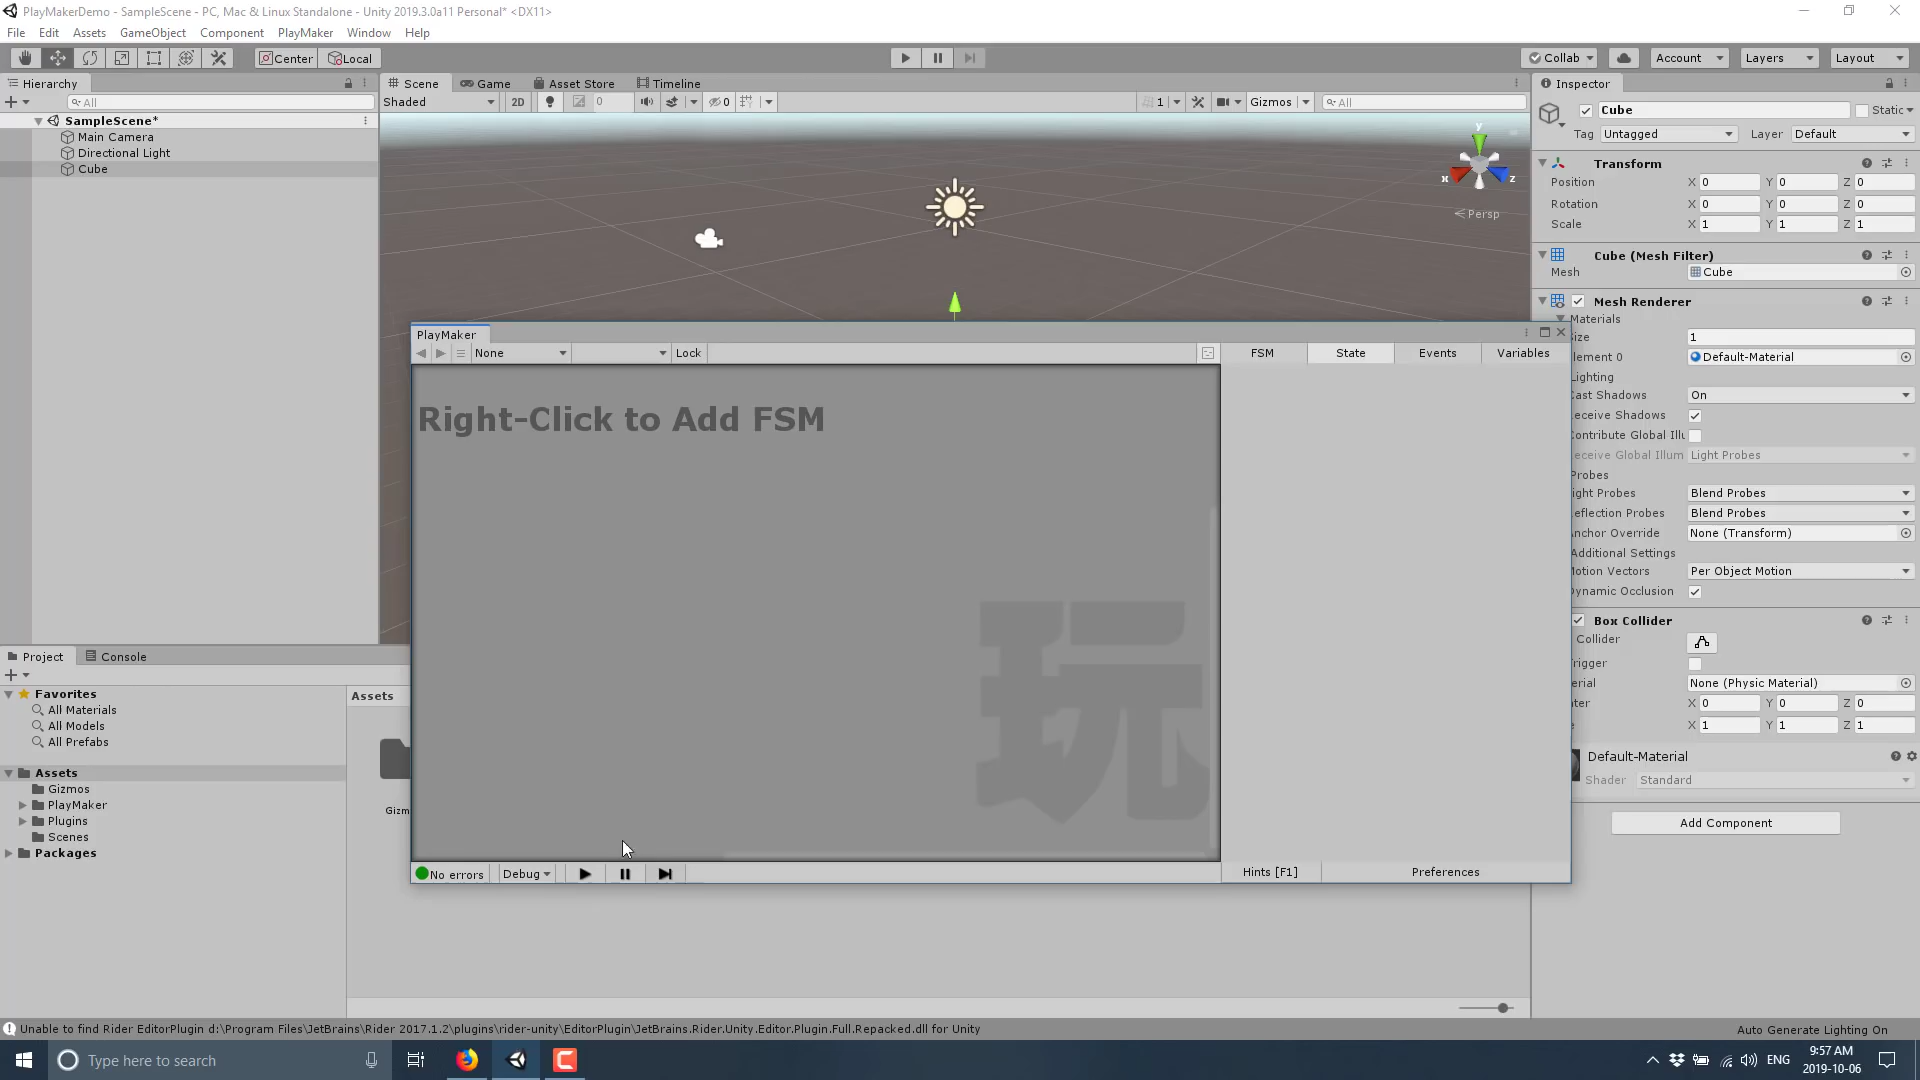 PlayMakerDemo - SampleScene - PC, Mac & Linux Standalone - Unity 2019.3.0a11 Personal* <DX11>
File Edit Assets GameObject Component PlayMaker Window Help
Center Local Collab Account Layers Layout
Hierarchy
All
SampleScene*
Main Camera
Directional Light
Cube
Scene Game Asset Store Timeline
Shaded 2D 0 0 1 Gizmos All
y
x z
Persp
Inspector
Cube Static
Tag Untagged Layer Default
Transform
Position X 0 Y 0 Z 0
Rotation X 0 Y 0 Z 0
Scale X 1 Y 1 Z 1
Cube (Mesh Filter)
Mesh Cube
Mesh Renderer
Materials
Size 1
lement 0 Default-Material
Lighting
Cast Shadows On
Receive Shadows
Contribute Global Illu
eceive Global Illum Light Probes
Probes
ight Probes Blend Probes
eflection Probes Blend Probes
nchor Override None (Transform)
Additional Settings
Motion Vectors Per Object Motion
Dynamic Occlusion
Box Collider
Collider
rigger
erial None (Physic Material)
ter X 0 Y 0 Z 0
e X 1 Y 1 Z 1
Default-Material
Shader Standard
Add Component
PlayMaker
None Lock FSM State Events Variables
Right-Click to Add FSM
玩
No errors Debug Hints [F1] Preferences
Project Console
Favorites
All Materials
All Models
All Prefabs
Assets
Gizmos
PlayMaker
Plugins
Scenes
Packages
Assets
Gizm
Unable to find Rider EditorPlugin d:\Program Files\JetBrains\Rider 2017.1.2\plugins\rider-unity\EditorPlugin\JetBrains.Rider.Unity.Editor.Plugin.Full.Repacked.dll for Unity
Auto Generate Lighting On
Type here to search
ENG
9:57 AM
2019-10-06